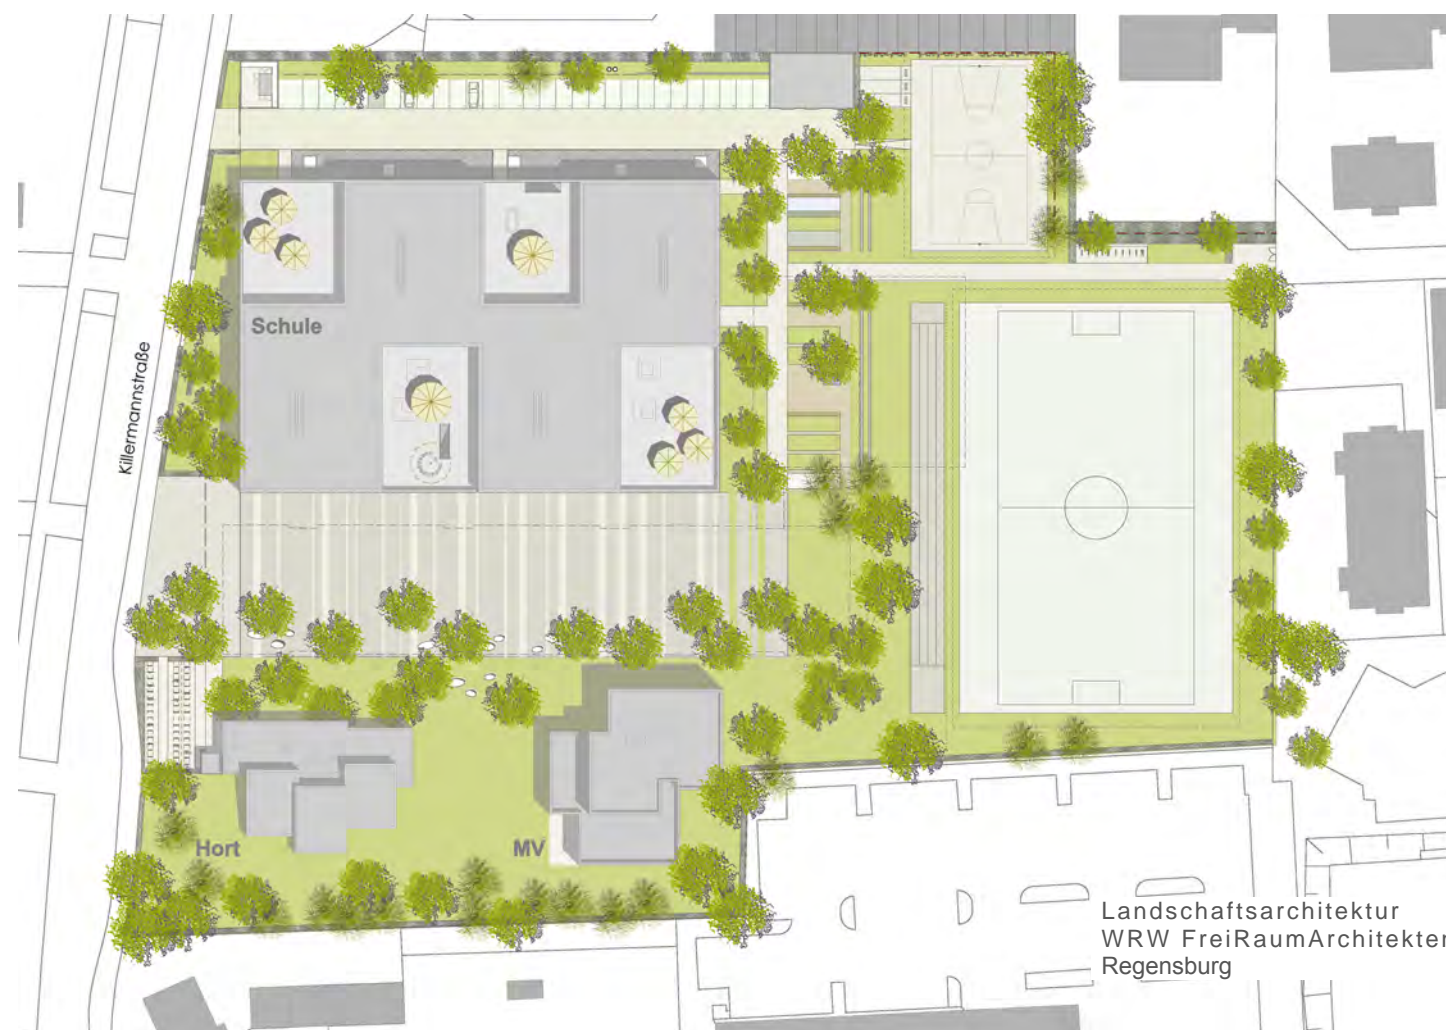 Schule
Killermannstraße
Hort
MV
Landschaftsarchitektur
WRW FreiRaumArchitekten
Regensburg